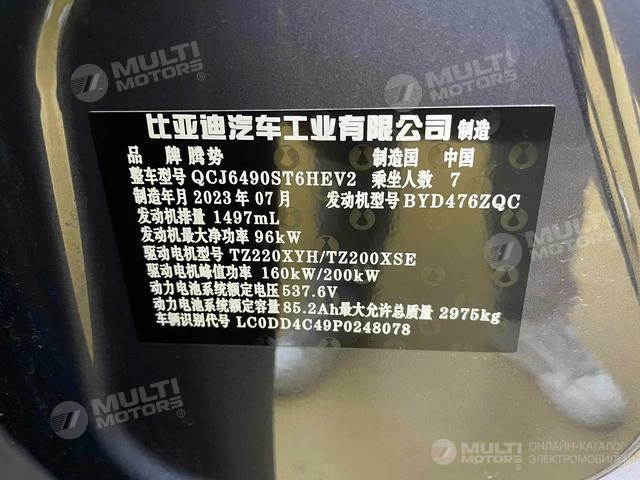 MULTI MOTORS
MULTI MOTORS
比亚迪汽车工业有限公司 制造
品 牌 腾势 制造国 中国
整车型号 QCJ6490ST6HEV2 乘坐人数 7
制造年月 2023年07月 发动机型号 BYD476ZQC
发动机排量 1497mL
发动机最大净功率 96kW
驱动电机型号 TZ220XYH/TZ200XSE
驱动电机峰值功率 160kW/200kW
动力电池系统额定电压 537.6V
动力电池系统额定容量 85.2Ah 最大允许总质量 2975kg
车辆识别代号 LC0DD4C49P0248078
MULTI MOTORS
MULTI MOTORS ОНЛАЙН-КАТАЛОГ ЭЛЕКТРОМОБИЛЕЙ